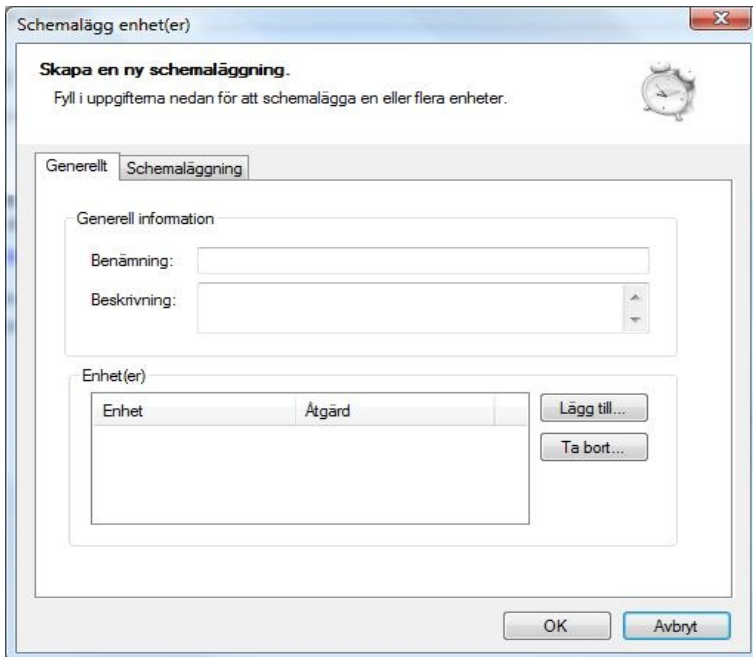 Schemalägg enhet(er)
Skapa en ny schemaläggning.
Fyll i uppgifterna nedan för att schemalägga en eller flera enheter.
Generellt Schemaläggning
Generell information
Benämning:
Beskrivning:
Enhet(er)
Enhet Åtgärd
Lägg till...
Ta bort...
OK Avbryt